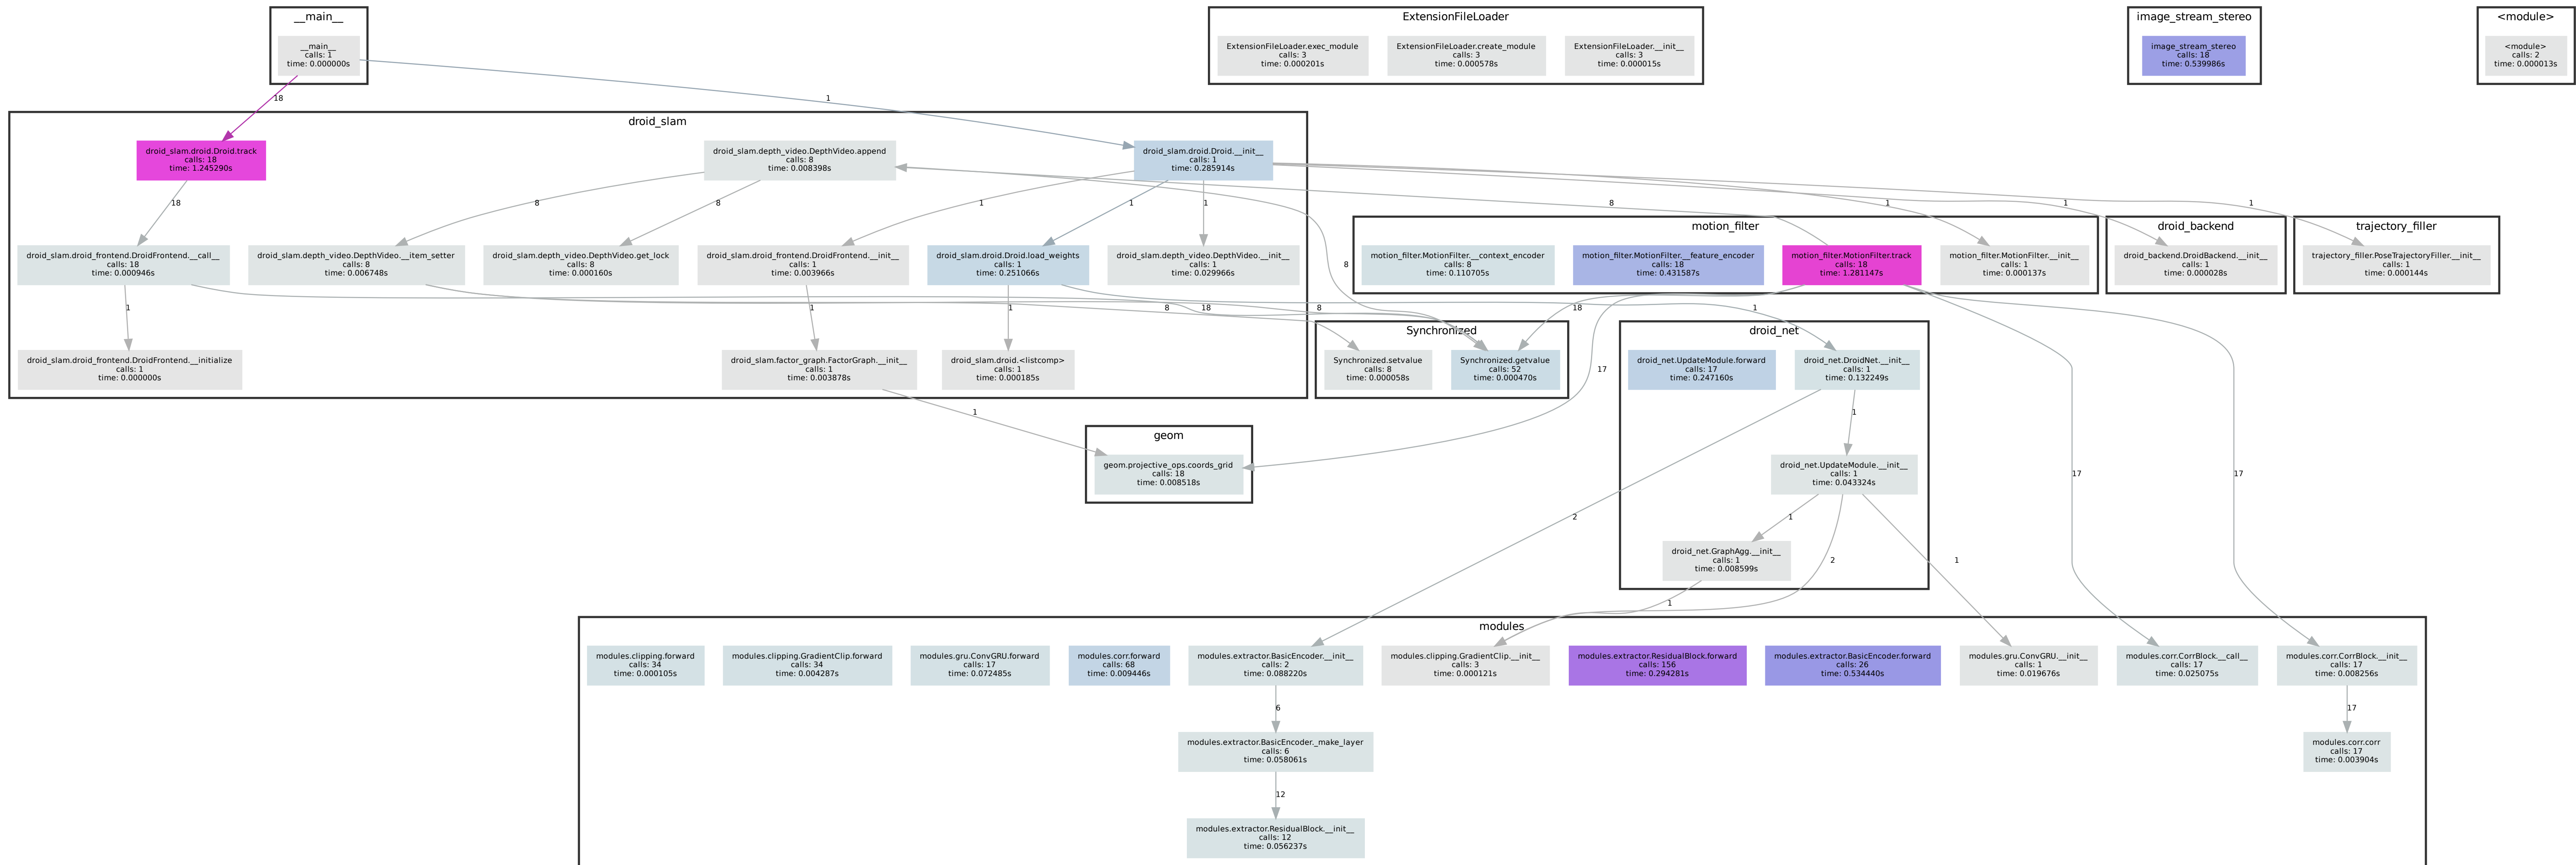 __main__
__main__
calls: 1
time: 0.000000s
ExtensionFileLoader
ExtensionFileLoader.exec_module
calls: 3
time: 0.000201s
ExtensionFileLoader.create_module
calls: 3
time: 0.000578s
ExtensionFileLoader.__init__
calls: 3
time: 0.000015s
image_stream_stereo
image_stream_stereo
calls: 18
time: 0.539986s
<module>
<module>
calls: 2
time: 0.000013s
18
1
droid_slam
droid_slam.droid.Droid.track
calls: 18
time: 1.245290s
droid_slam.depth_video.DepthVideo.append
calls: 8
time: 0.008398s
droid_slam.droid.Droid.__init__
calls: 1
time: 0.285914s
18
8
8
1
1
1
8
1
1
1
droid_slam.droid_frontend.DroidFrontend.__call__
calls: 18
time: 0.000946s
droid_slam.depth_video.DepthVideo.__item_setter
calls: 8
time: 0.006748s
droid_slam.depth_video.DepthVideo.get_lock
calls: 8
time: 0.000160s
droid_slam.droid_frontend.DroidFrontend.__init__
calls: 1
time: 0.003966s
droid_slam.droid.Droid.load_weights
calls: 1
time: 0.251066s
droid_slam.depth_video.DepthVideo.__init__
calls: 1
time: 0.029966s
8
motion_filter
motion_filter.MotionFilter.__context_encoder
calls: 8
time: 0.110705s
motion_filter.MotionFilter.__feature_encoder
calls: 18
time: 0.431587s
motion_filter.MotionFilter.track
calls: 18
time: 1.281147s
motion_filter.MotionFilter.__init__
calls: 1
time: 0.000137s
droid_backend
droid_backend.DroidBackend.__init__
calls: 1
time: 0.000028s
trajectory_filler
trajectory_filler.PoseTrajectoryFiller.__init__
calls: 1
time: 0.000144s
1
1
1
8
18
8
18
1
droid_slam.droid_frontend.DroidFrontend.__initialize
calls: 1
time: 0.000000s
droid_slam.factor_graph.FactorGraph.__init__
calls: 1
time: 0.003878s
droid_slam.droid.<listcomp>
calls: 1
time: 0.000185s
Synchronized
Synchronized.setvalue
calls: 8
time: 0.000058s
Synchronized.getvalue
calls: 52
time: 0.000470s
17
droid_net
droid_net.UpdateModule.forward
calls: 17
time: 0.247160s
droid_net.DroidNet.__init__
calls: 1
time: 0.132249s
1
1
geom
geom.projective_ops.coords_grid
calls: 18
time: 0.008518s
droid_net.UpdateModule.__init__
calls: 1
time: 0.043324s
17
17
2
1
droid_net.GraphAgg.__init__
calls: 1
time: 0.008599s
2
1
1
modules
modules.clipping.forward
calls: 34
time: 0.000105s
modules.clipping.GradientClip.forward
calls: 34
time: 0.004287s
modules.gru.ConvGRU.forward
calls: 17
time: 0.072485s
modules.corr.forward
calls: 68
time: 0.009446s
modules.extractor.BasicEncoder.__init__
calls: 2
time: 0.088220s
modules.clipping.GradientClip.__init__
calls: 3
time: 0.000121s
modules.extractor.ResidualBlock.forward
calls: 156
time: 0.294281s
modules.extractor.BasicEncoder.forward
calls: 26
time: 0.534440s
modules.gru.ConvGRU.__init__
calls: 1
time: 0.019676s
modules.corr.CorrBlock.__call__
calls: 17
time: 0.025075s
modules.corr.CorrBlock.__init__
calls: 17
time: 0.008256s
6
17
modules.extractor.BasicEncoder._make_layer
calls: 6
time: 0.058061s
modules.corr.corr
calls: 17
time: 0.003904s
12
modules.extractor.ResidualBlock.__init__
calls: 12
time: 0.056237s